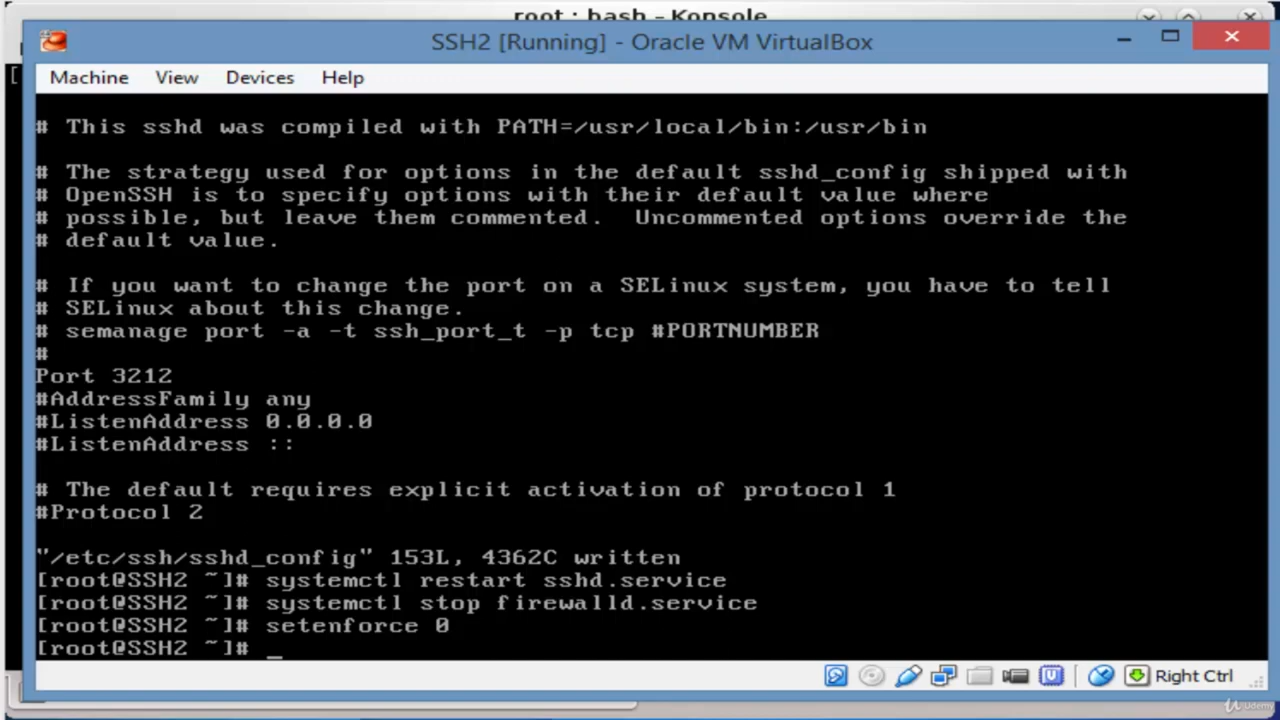 root : bash – Konsole
SSH2 [Running] - Oracle VM VirtualBox
Machine View Devices Help
# This sshd was compiled with PATH=/usr/local/bin:/usr/bin
# The strategy used for options in the default sshd_config shipped with
# OpenSSH is to specify options with their default value where
# possible, but leave them commented.  Uncommented options override the
# default value.
# If you want to change the port on a SELinux system, you have to tell
# SELinux about this change.
# semanage port -a -t ssh_port_t -p tcp #PORTNUMBER
#
Port 3212
#AddressFamily any
#ListenAddress 0.0.0.0
#ListenAddress ::
# The default requires explicit activation of protocol 1
#Protocol 2
"/etc/ssh/sshd_config" 153L, 4362C written
[root@SSH2 ~]# systemctl restart sshd.service
[root@SSH2 ~]# systemctl stop firewalld.service
[root@SSH2 ~]# setenforce 0
[root@SSH2 ~]# _
Right Ctrl
Udemy